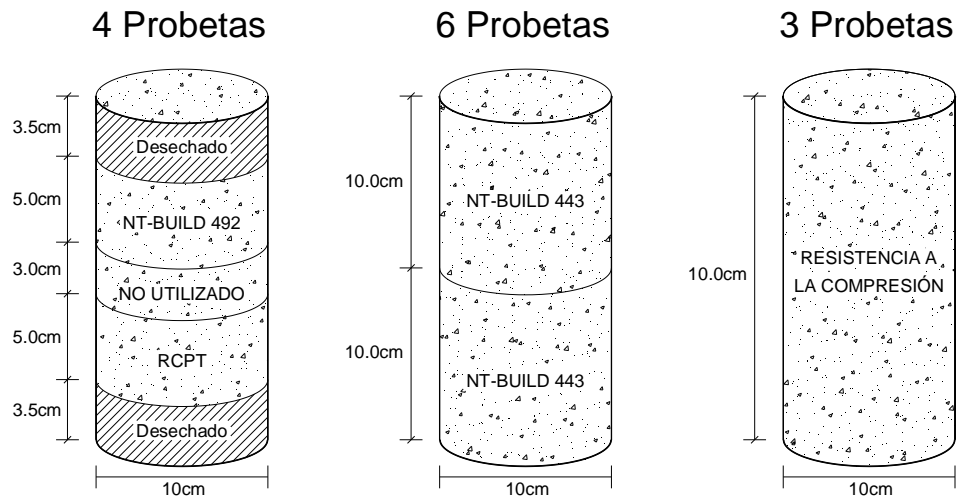 4 Probetas
6 Probetas
3 Probetas
3.5cm
5.0cm
3.0cm
5.0cm
3.5cm
Desechado
NT-BUILD 492
NO UTILIZADO
RCPT
Desechado
10cm
10.0cm
10.0cm
NT-BUILD 443
NT-BUILD 443
10cm
10.0cm
RESISTENCIA A
LA COMPRESIÓN
10cm